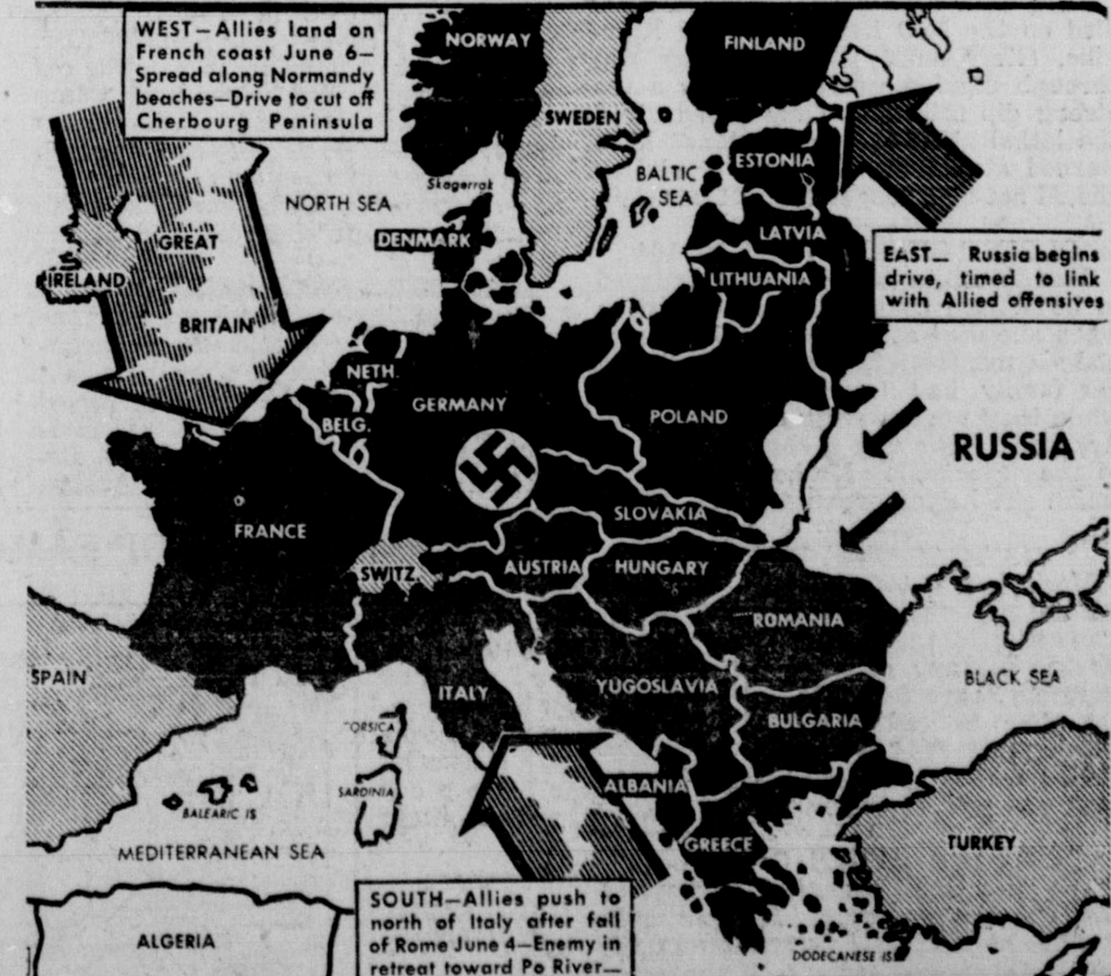 WEST—Allies land on
French coast June 6—
Spread along Normandy
beaches—Drive to cut off
Cherbourg Peninsula
NORWAY
FINLAND
SWEDEN
ESTONIA
BALTIC
SEA
Skagerrak
NORTH SEA
DENMARK
LATVIA
LITHUANIA
EAST— Russia begins
drive, timed to link
with Allied offensives
GREAT
BRITAIN
IRELAND
NETH.
BELG.
GERMANY
POLAND
RUSSIA
FRANCE
SLOVAKIA
SWITZ.
AUSTRIA
HUNGARY
ROMANIA
SPAIN
ITALY
YUGOSLAVIA
BLACK SEA
BULGARIA
CORSICA
SARDINIA
ALBANIA
BALEARIC IS
MEDITERRANEAN SEA
GREECE
TURKEY
SOUTH—Allies push to
north of Italy after fall
of Rome June 4—Enemy in
retreat toward Po River—
ALGERIA
DODECANESE IS